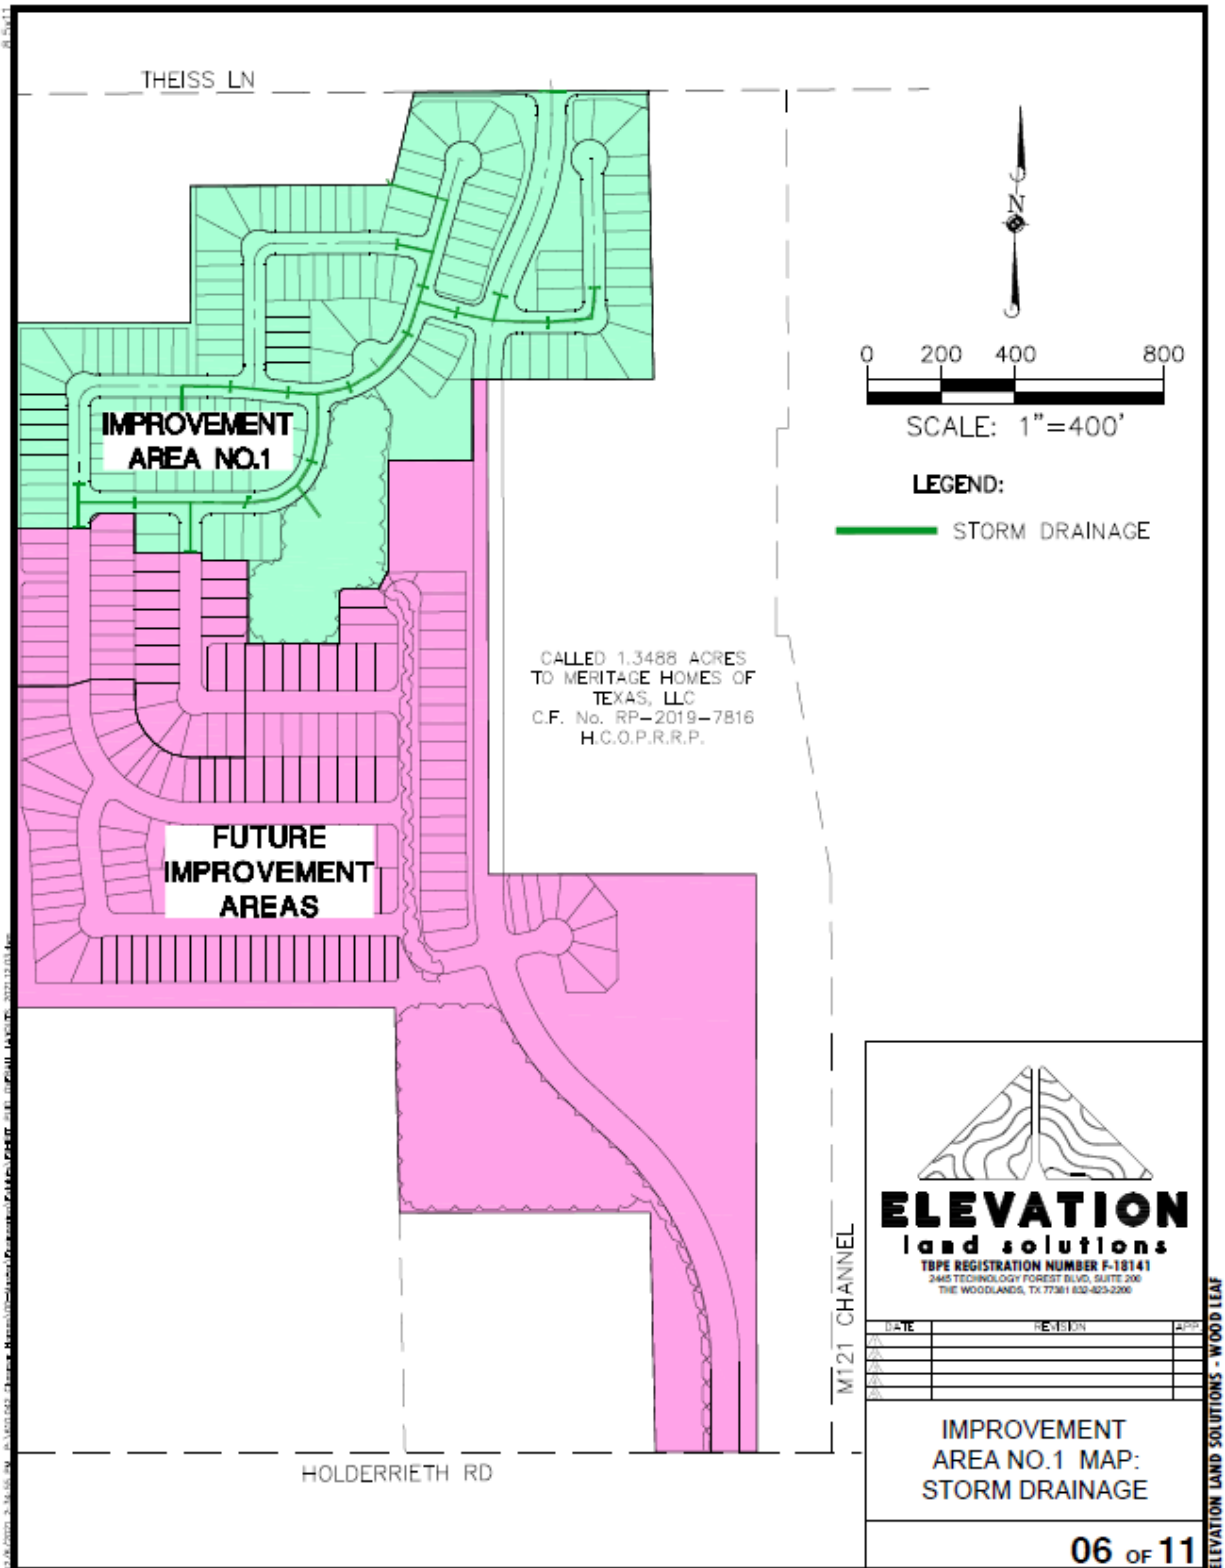 8.5x11
THEISS LN
N
0 200 400 800
SCALE: 1"=400'
LEGEND:
STORM DRAINAGE
IMPROVEMENT
AREA NO.1
CALLED 1.3488 ACRES
TO MERITAGE HOMES OF
TEXAS, LLC
C.F. No. RP-2019-7816
H.C.O.P.R.R.P.
FUTURE
IMPROVEMENT
AREAS
M121 CHANNEL
HOLDERRIETH RD
ELEVATION
land solutions
TBPE REGISTRATION NUMBER F-18141
2445 TECHNOLOGY FOREST BLVD, SUITE 200
THE WOODLANDS, TX 77381 832-823-2200
DATE REVISION APP.
IMPROVEMENT
AREA NO.1 MAP:
STORM DRAINAGE
06 OF 11
ELEVATION LAND SOLUTIONS - WOOD LEAF